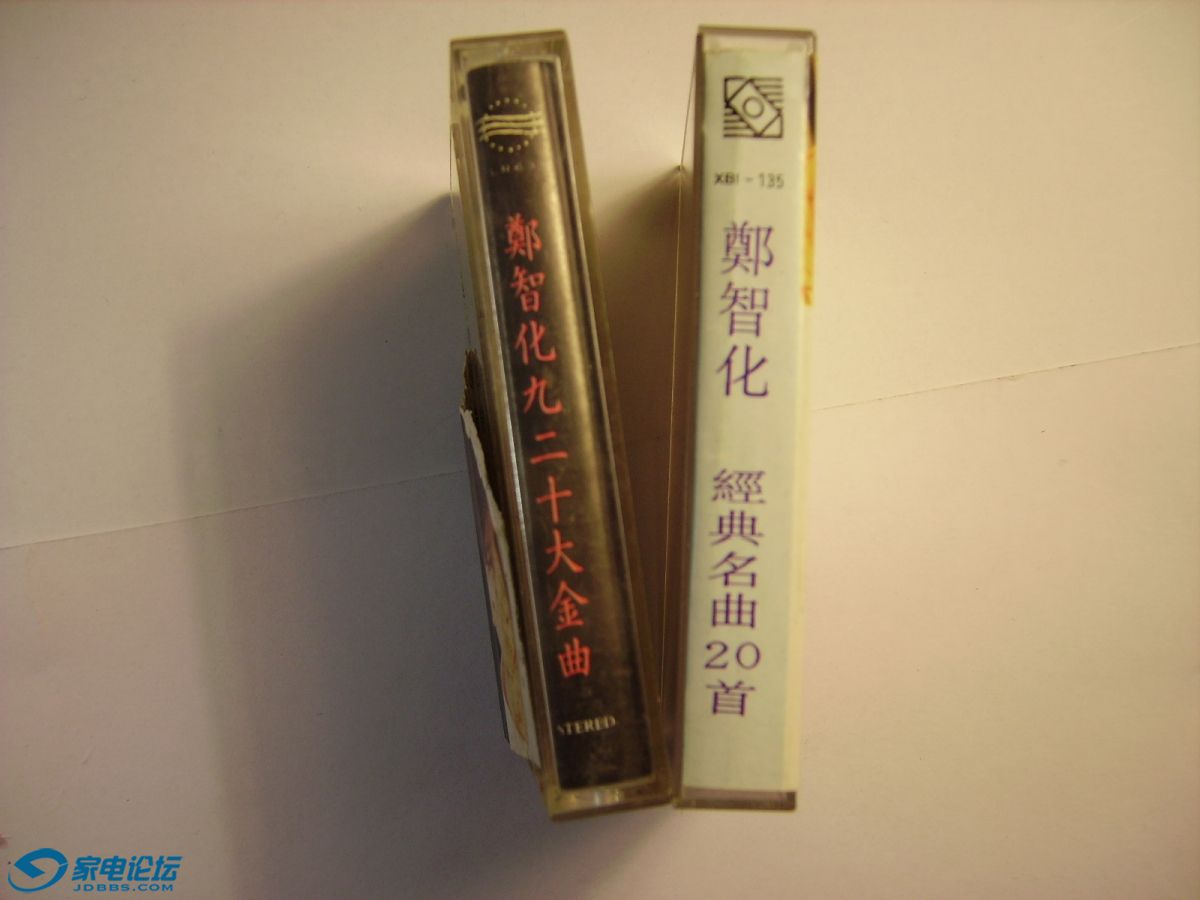 鄭智化九二十大金曲
STEREO
XBI-135
鄭智化 經典名曲20首
家电论坛
JDBBS.COM